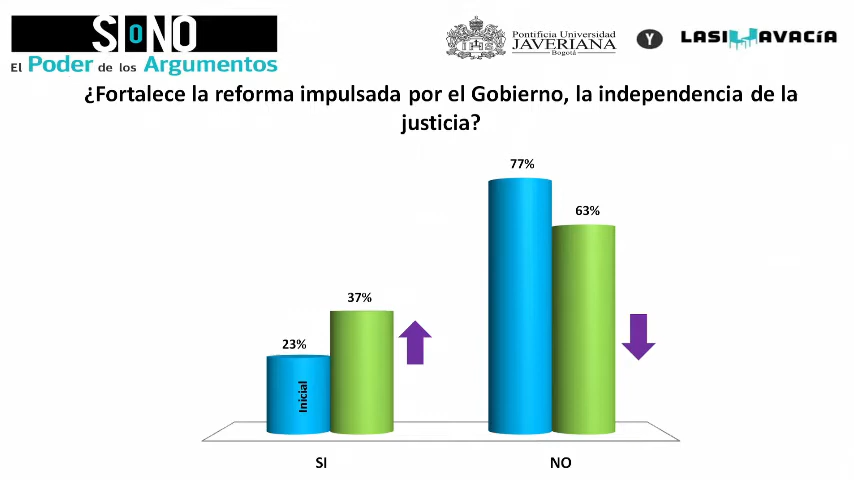 SI o NO
El Poder de los Argumentos
Pontificia Universidad
JAVERIANA
Bogotá
Y
LASILLAVACÍA
¿Fortalece la reforma impulsada por el Gobierno, la independencia de la
justicia?
77%
63%
37%
23%
Inicial
SI
NO